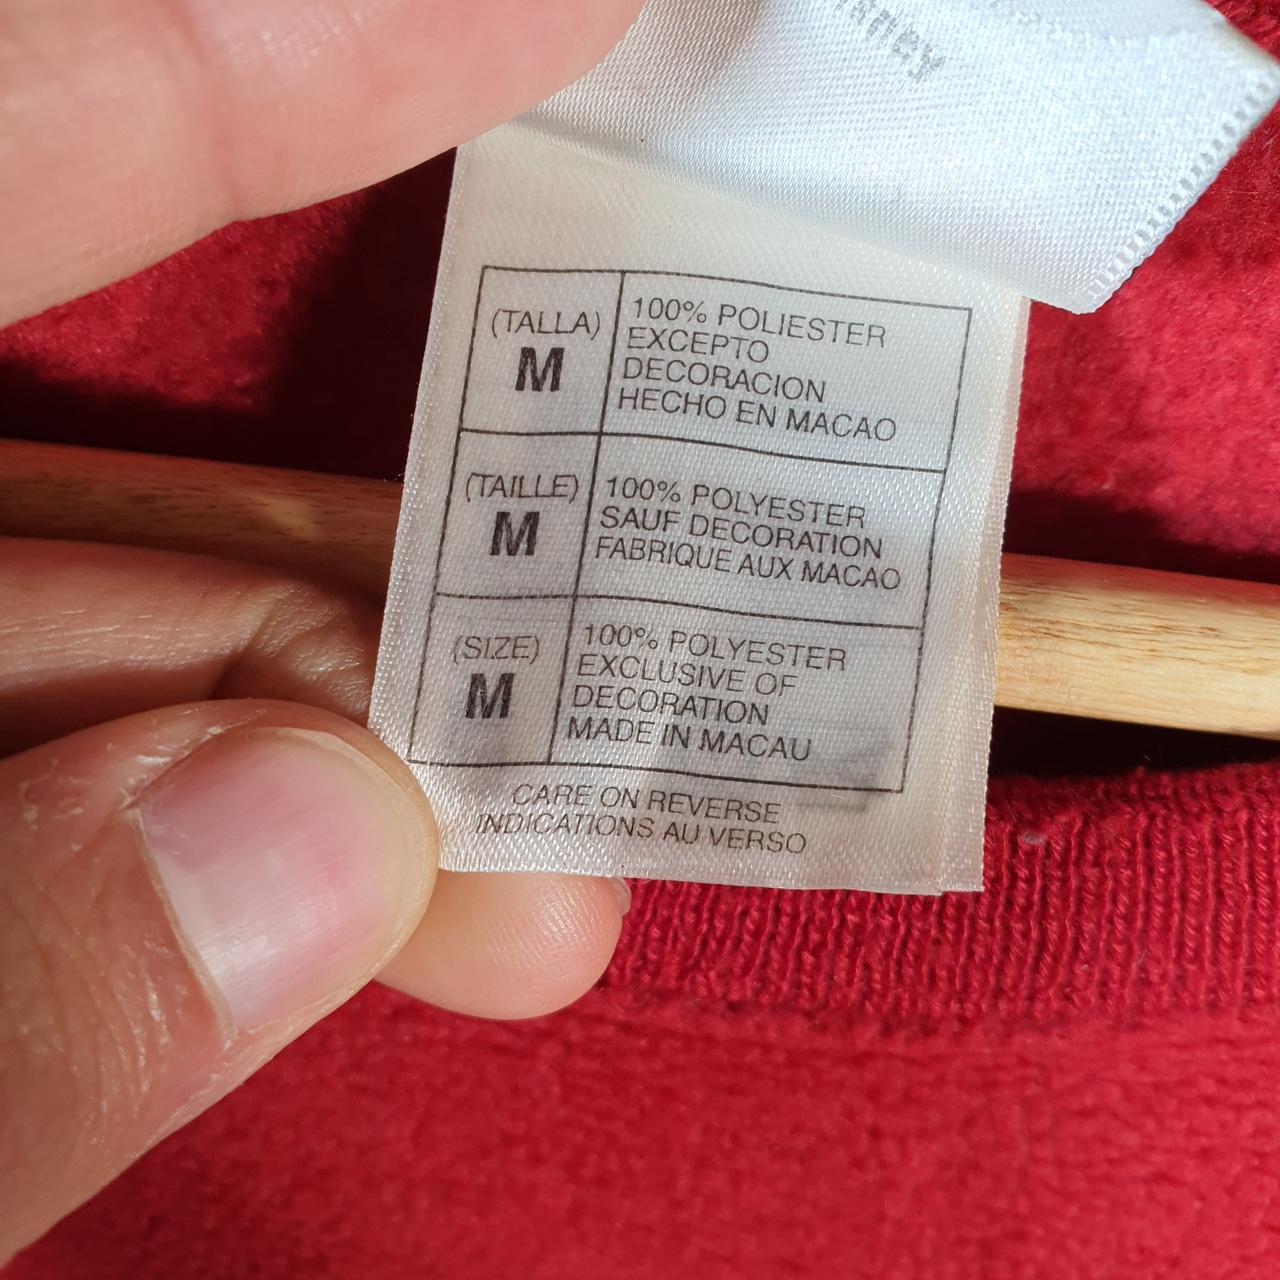 (TALLA)
M
100% POLIESTER
EXCEPTO
DECORACION
HECHO EN MACAO
(TAILLE)
M
100% POLYESTER
SAUF DECORATION
FABRIQUE AUX MACAO
(SIZE)
M
100% POLYESTER
EXCLUSIVE OF
DECORATION
MADE IN MACAU
CARE ON REVERSE
INDICATIONS AU VERSO